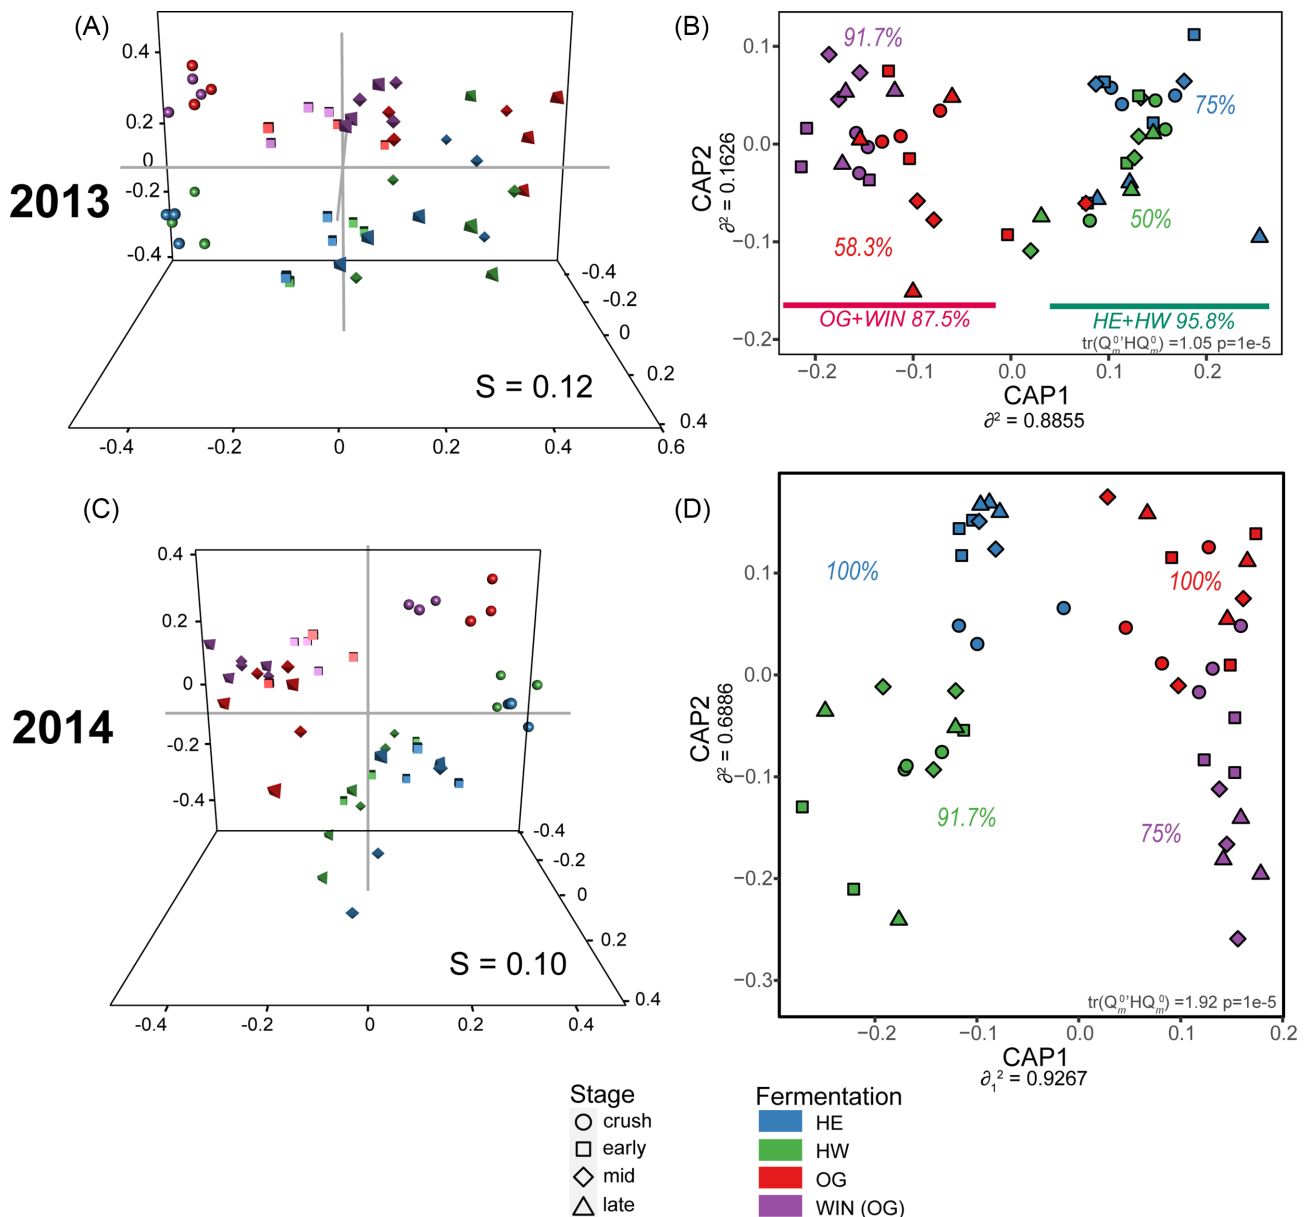 (A)
0.4
0.2
0
-0.2
-0.4
2013
-0.4
-0.2
0
0.2
0.4
S = 0.12
-0.4
-0.2
0
0.2
0.4
0.6
(B)
0.1
0.0
−0.1
−0.2
CAP2
∂² = 0.1626
91.7%
75%
50%
58.3%
OG+WIN 87.5%
HE+HW 95.8%
tr(Q⁰ₘ'HQ⁰ₘ) =1.05 p=1e-5
−0.2
−0.1
0.0
0.1
0.2
CAP1
∂² = 0.8855
(C)
0.4
0.2
0
-0.2
-0.4
2014
-0.4
-0.2
0
0.2
0.4
S = 0.10
-0.4
-0.2
0
0.2
0.4
(D)
0.1
0.0
−0.1
−0.2
−0.3
CAP2
∂² = 0.6886
100%
100%
91.7%
75%
tr(Q⁰ₘ'HQ⁰ₘ) =1.92 p=1e-5
−0.2
−0.1
0.0
0.1
0.2
CAP1
∂₁² = 0.9267
Stage
crush
early
mid
late
Fermentation
HE
HW
OG
WIN (OG)